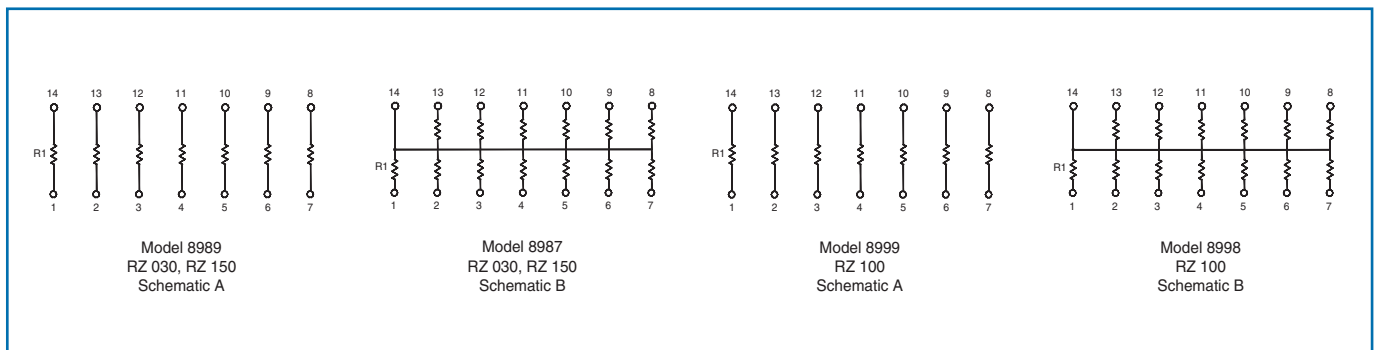 14 13 12 11 10 9 8
R1
1 2 3 4 5 6 7
Model 8989
RZ 030, RZ 150
Schematic A
14 13 12 11 10 9 8
R1
1 2 3 4 5 6 7
Model 8987
RZ 030, RZ 150
Schematic B
14 13 12 11 10 9 8
R1
1 2 3 4 5 6 7
Model 8999
RZ 100
Schematic A
14 13 12 11 10 9 8
R1
1 2 3 4 5 6 7
Model 8998
RZ 100
Schematic B